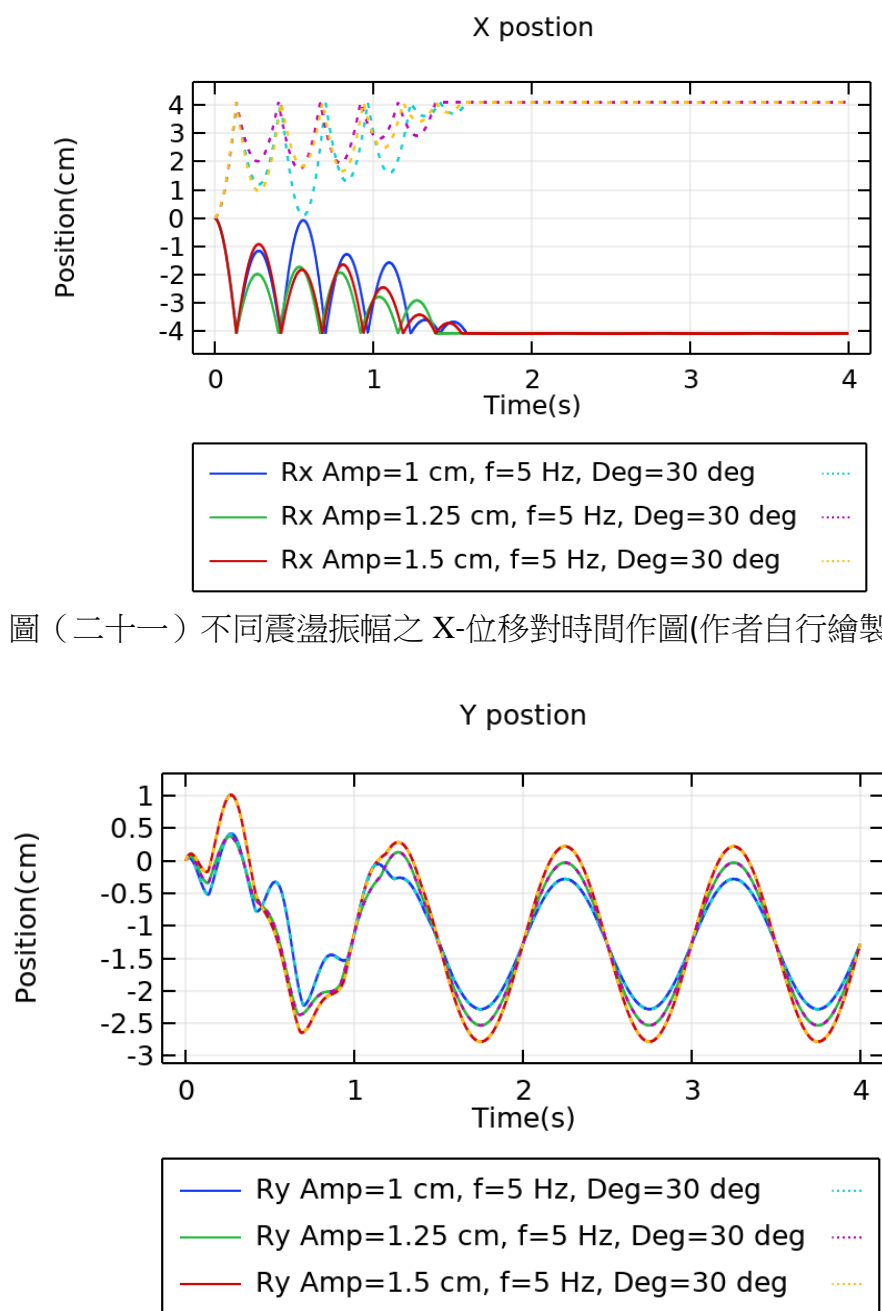 X postion
Position(cm)
4
3
2
1
0
-1
-2
-3
-4
0 1 2 3 4
Time(s)
Rx Amp=1 cm, f=5 Hz, Deg=30 deg
Rx Amp=1.25 cm, f=5 Hz, Deg=30 deg
Rx Amp=1.5 cm, f=5 Hz, Deg=30 deg
圖（二十一）不同震盪振幅之 X-位移對時間作圖(作者自行繪製
Y postion
Position(cm)
1
0.5
0
-0.5
-1
-1.5
-2
-2.5
-3
0 1 2 3 4
Time(s)
Ry Amp=1 cm, f=5 Hz, Deg=30 deg
Ry Amp=1.25 cm, f=5 Hz, Deg=30 deg
Ry Amp=1.5 cm, f=5 Hz, Deg=30 deg